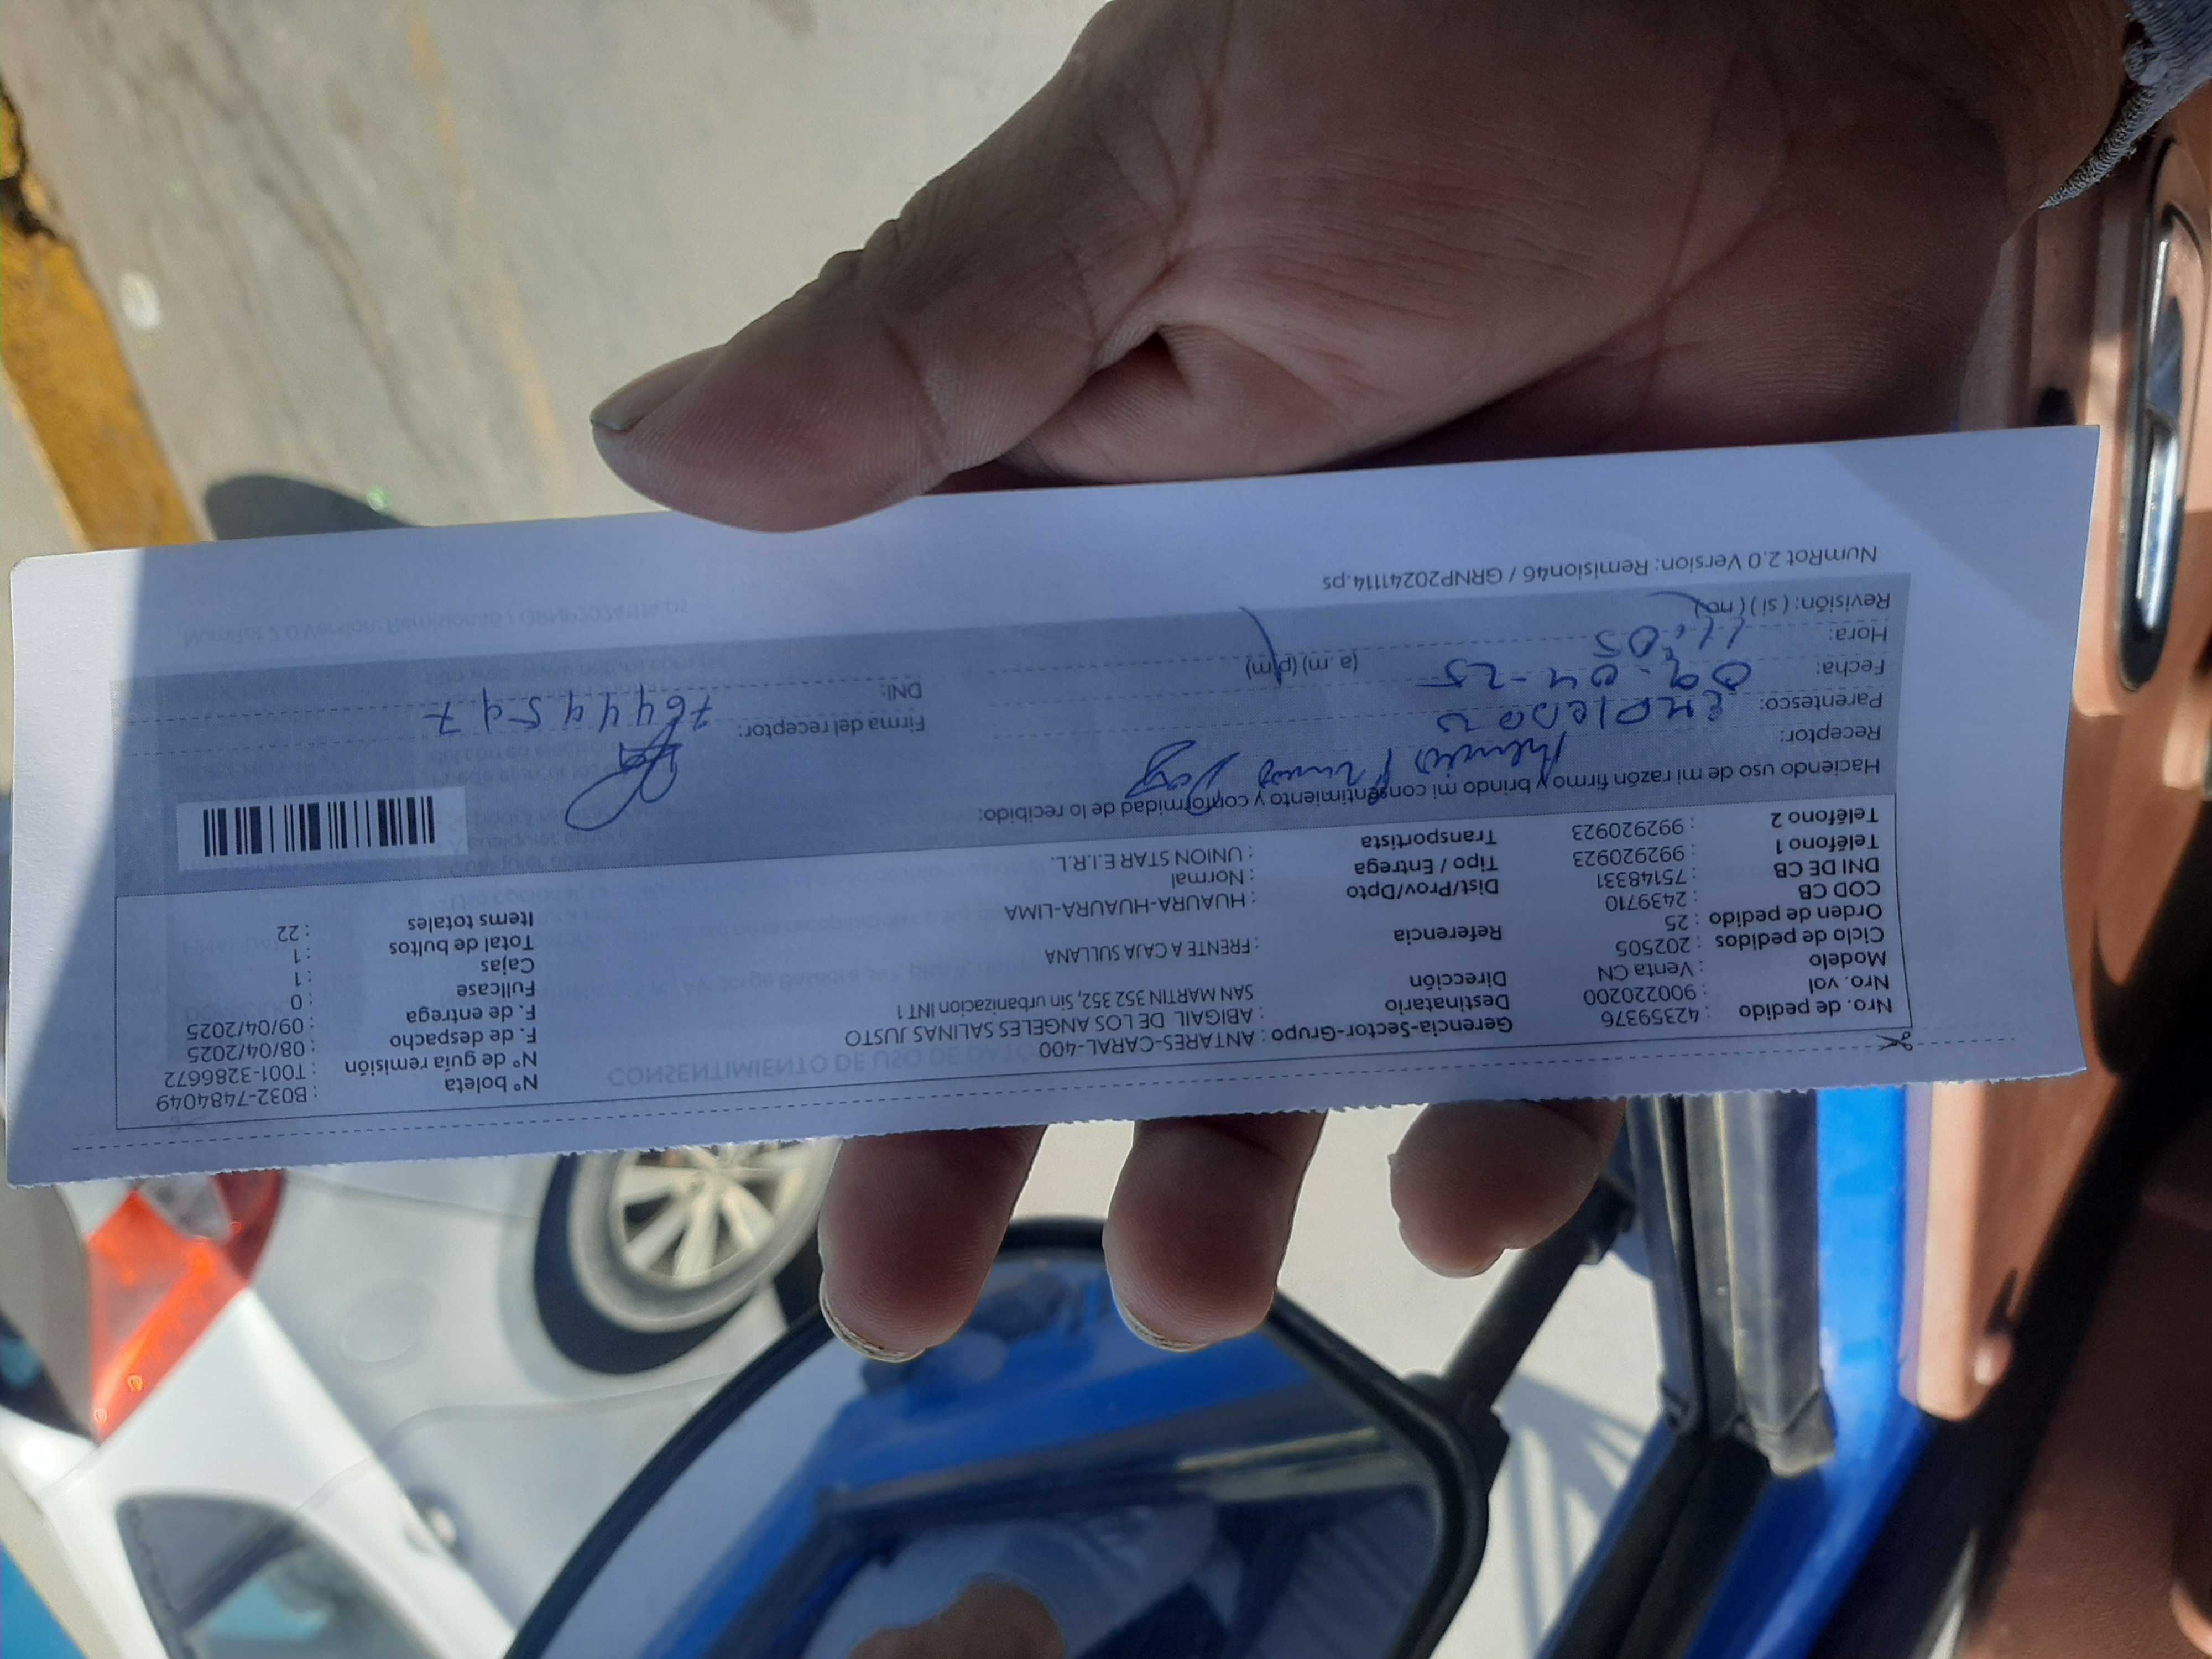 Nro. de pedido : 42359376
Nro. vol : 900220200
Modelo : Venta CN
Ciclo de pedidos : 202505
Orden de pedido : 25
COD CB : 2439710
DNI DE CB : 75148331
Teléfono 1 : 992920923
Teléfono 2 : 992920923
Gerencia-Sector-Grupo : ANTARES-CARAL-400
Destinatario : ABIGAIL DE LOS ANGELES SALINAS JUSTO
Dirección SAN MARTIN 352 352, Sin urbanizacion INT 1
Referencia : FRENTE A CAJA SULLANA
Dist/Prov/Dpto : HUAURA-HUAURA-LIMA
Tipo / Entrega : Normal
Transportista : UNION STAR E.I.R.L.
N° boleta : B032-7484049
N° de guía remisión : T001-3286672
F. de despacho : 08/04/2025
F. de entrega : 09/04/2025
Fullcase : 0
Cajas : 1
Total de bultos : 1
Items totales : 22
Haciendo uso de mi razón firmo y brindo mi consentimiento y conformidad de lo recibido:
Receptor:
Parentesco:
Fecha: 09-04-25
Hora: 11:05 (a. m) (p m)
Revisión: ( si ) ( no )
Firma del receptor:
DNI:
NumRot 2.0 Version: Remision46 / GRNP20241114.ps
CONSENTIMIENTO DE USO DE